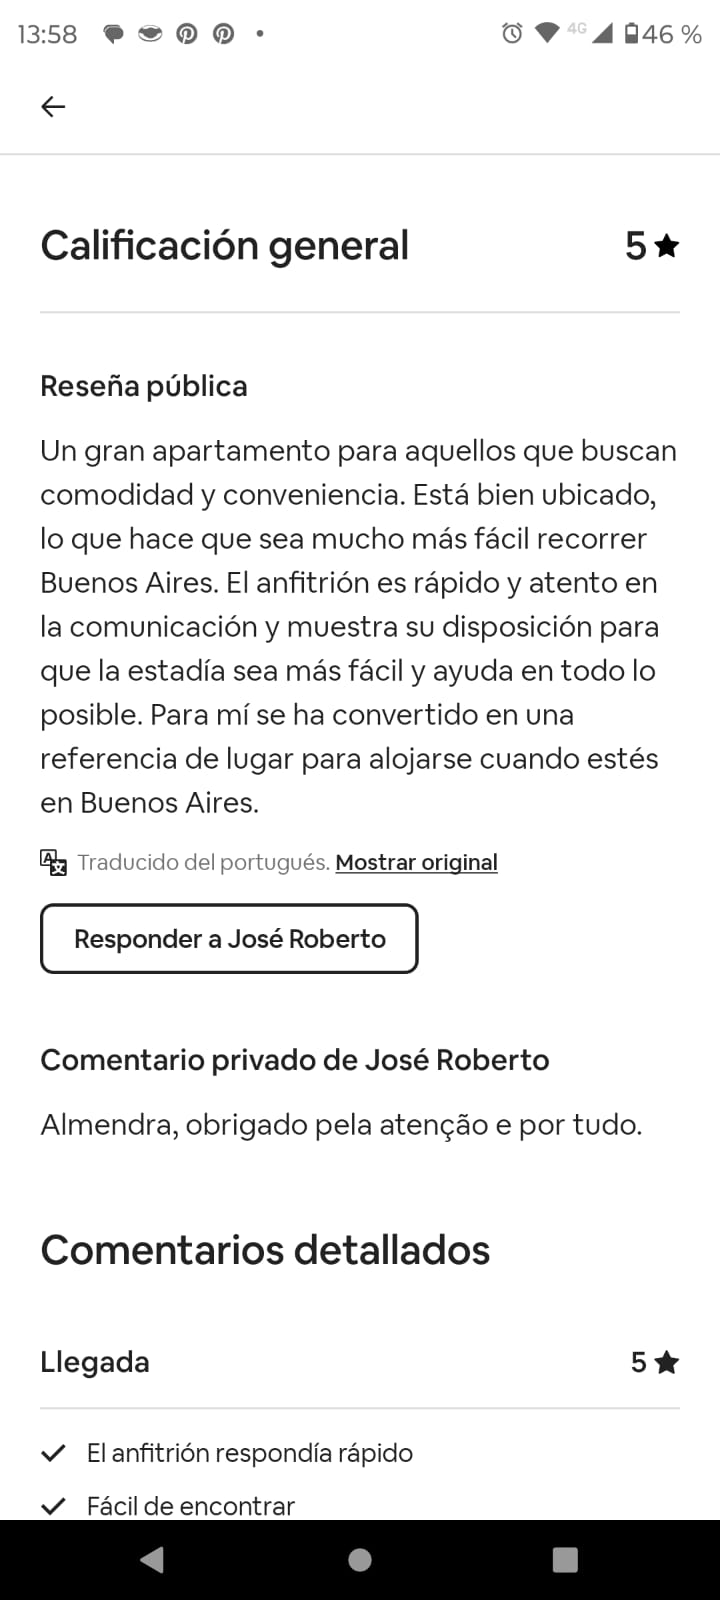 13:58
4G
46 %
Calificación general
5
Reseña pública
Un gran apartamento para aquellos que buscan
comodidad y conveniencia. Está bien ubicado,
lo que hace que sea mucho más fácil recorrer
Buenos Aires. El anfitrión es rápido y atento en
la comunicación y muestra su disposición para
que la estadía sea más fácil y ayuda en todo lo
posible. Para mí se ha convertido en una
referencia de lugar para alojarse cuando estés
en Buenos Aires.
Traducido del portugués. Mostrar original
Responder a José Roberto
Comentario privado de José Roberto
Almendra, obrigado pela atenção e por tudo.
Comentarios detallados
Llegada
5
El anfitrión respondía rápido
Fácil de encontrar